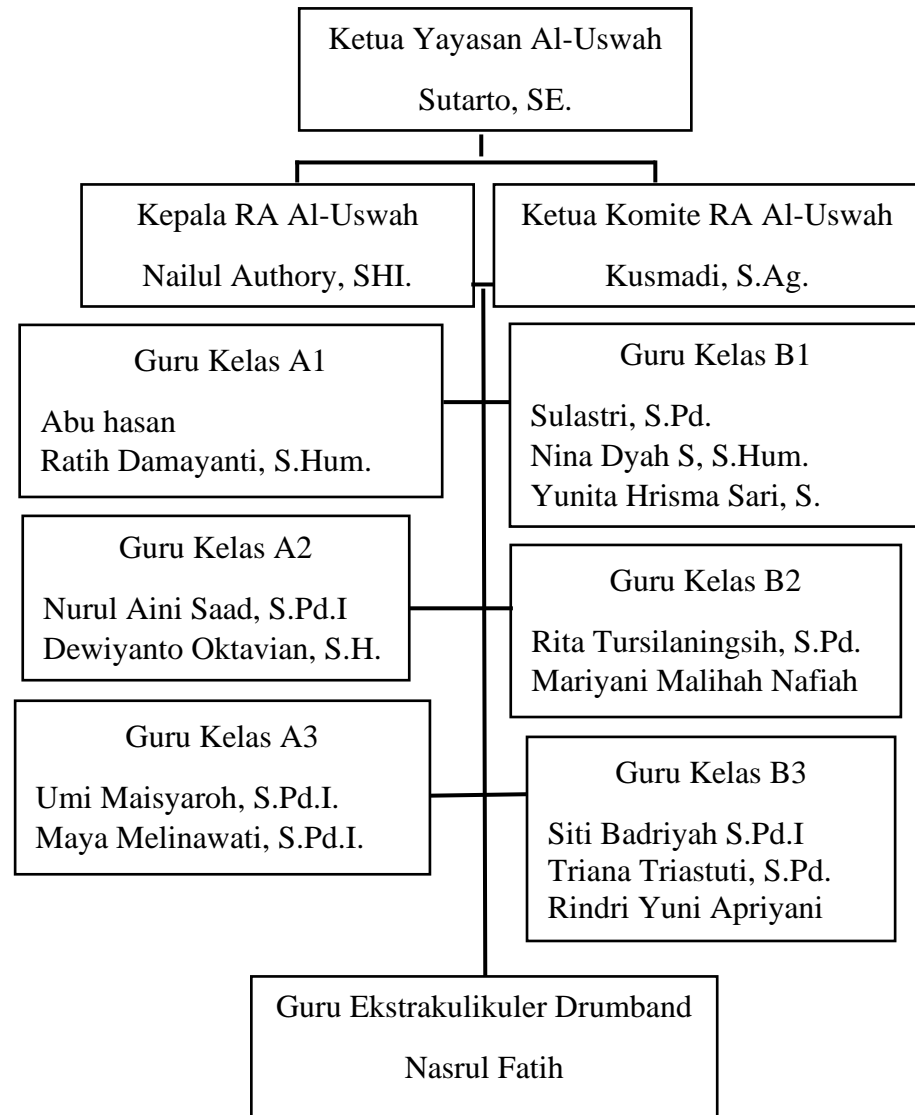 Ketua Yayasan Al-Uswah
Sutarto, SE.
Kepala RA Al-Uswah
Nailul Authory, SHI.
Ketua Komite RA Al-Uswah
Kusmadi, S.Ag.
Guru Kelas A1
Abu hasan
Ratih Damayanti, S.Hum.
Guru Kelas B1
Sulastri, S.Pd.
Nina Dyah S, S.Hum.
Yunita Hrisma Sari, S.
Guru Kelas A2
Nurul Aini Saad, S.Pd.I
Dewiyanto Oktavian, S.H.
Guru Kelas B2
Rita Tursilaningsih, S.Pd.
Mariyani Malihah Nafiah
Guru Kelas A3
Umi Maisyaroh, S.Pd.I.
Maya Melinawati, S.Pd.I.
Guru Kelas B3
Siti Badriyah S.Pd.I
Triana Triastuti, S.Pd.
Rindri Yuni Apriyani
Guru Ekstrakulikuler Drumband
Nasrul Fatih